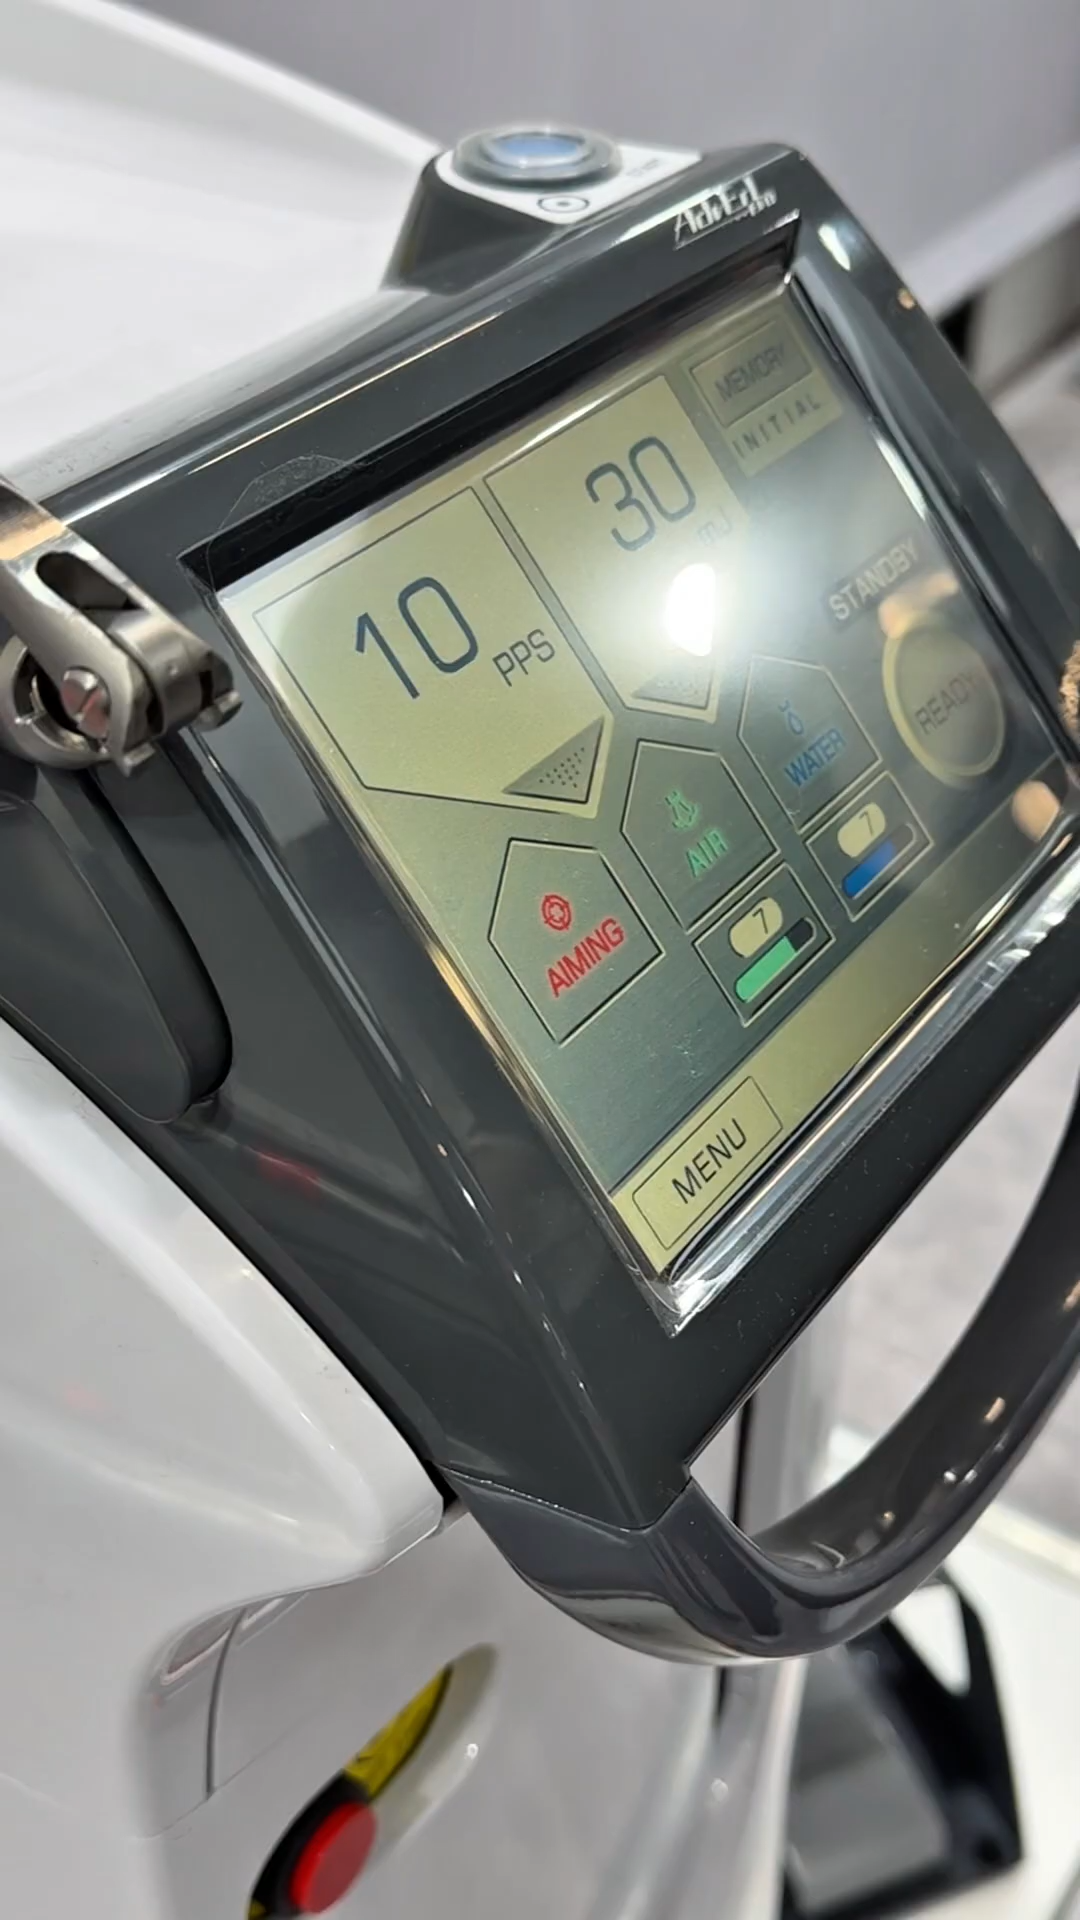 AdvErL
MEMORY
INITIAL
30
mJ
10 PPS
STANDBY
READY
WATER
7
AIR
7
AIMING
MENU